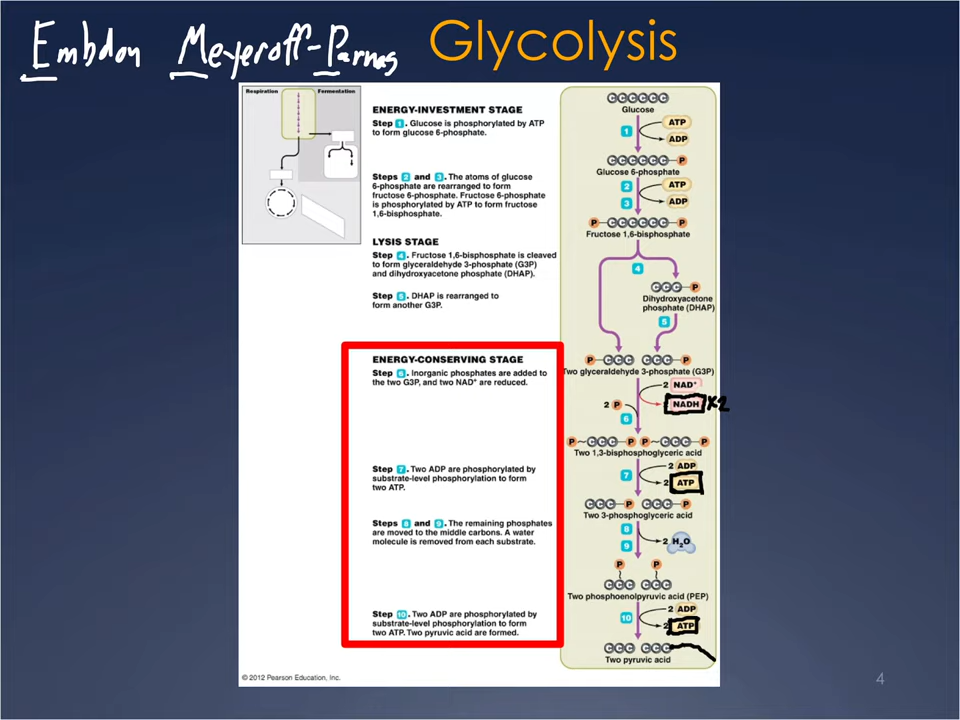 Embdon Meyeroff-Parnas Glycolysis
Respiration
Fermentation
ENERGY-INVESTMENT STAGE
Step 1. Glucose is phosphorylated by ATP
to form glucose 6-phosphate.
Steps 2 and 3. The atoms of glucose
6-phosphate are rearranged to form
fructose 6-phosphate. Fructose 6-phosphate
is phosphorylated by ATP to form fructose
1,6-bisphosphate.
LYSIS STAGE
Step 4. Fructose 1,6-bisphosphate is cleaved
to form glyceraldehyde 3-phosphate (G3P)
and dihydroxyacetone phosphate (DHAP).
Step 5. DHAP is rearranged to
form another G3P.
ENERGY-CONSERVING STAGE
Step 6. Inorganic phosphates are added to
the two G3P, and two NAD+ are reduced.
Step 7. Two ADP are phosphorylated by
substrate-level phosphorylation to form
two ATP.
Steps 8 and 9. The remaining phosphates
are moved to the middle carbons. A water
molecule is removed from each substrate.
Step 10. Two ADP are phosphorylated by
substrate-level phosphorylation to form
two ATP. Two pyruvic acid are formed.
C C C C C C
Glucose
1
ATP
ADP
C C C C C C P
Glucose 6-phosphate
2
ATP
3
ADP
P C C C C C C P
Fructose 1,6-bisphosphate
4
C C C P
Dihydroxyacetone
phosphate (DHAP)
5
P C C C C C C P
Two glyceraldehyde 3-phosphate (G3P)
2 NAD+
2 P
NADH x2
6
P ~ C C C P P ~ C C C P
Two 1,3-bisphosphoglyceric acid
2 ADP
7
2 ATP
C C C P C C C P
Two 3-phosphoglyceric acid
8
2 H2O
9
P P
C C C C C C
Two phosphoenolpyruvic acid (PEP)
2 ADP
10
2 ATP
C C C C C C
Two pyruvic acid
© 2012 Pearson Education, Inc.
4